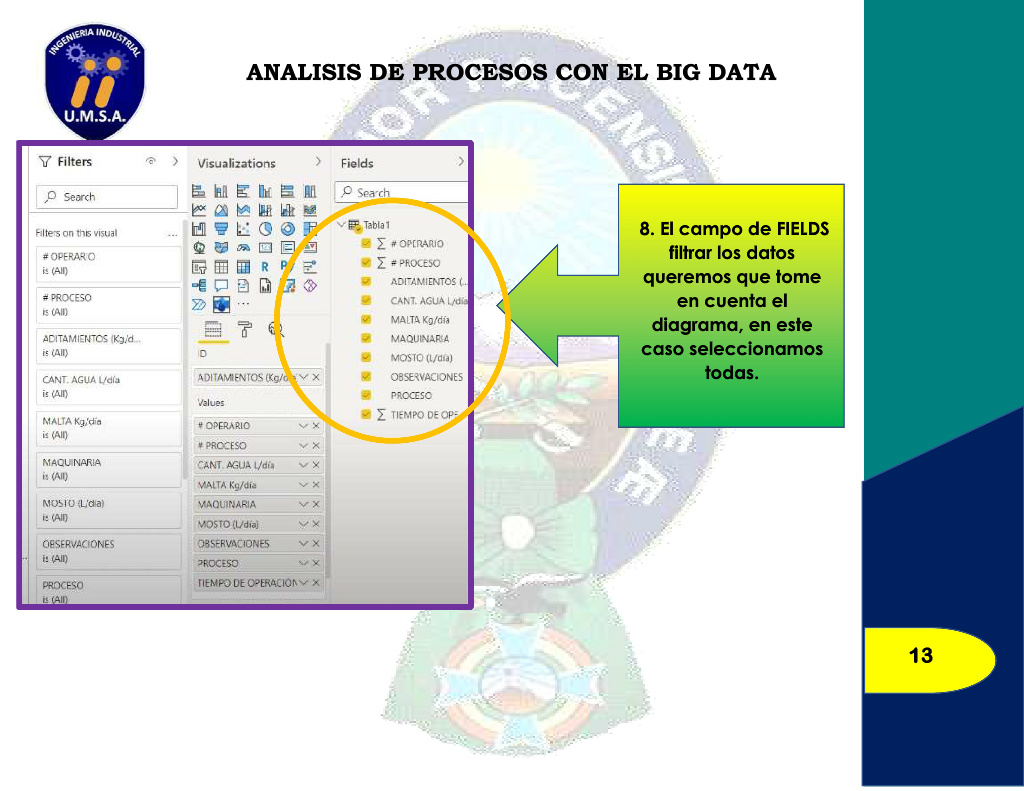 INGENIERIA INDUSTRIAL
U.M.S.A.
ANALISIS DE PROCESOS CON EL BIG DATA
Filters
Search
Filters on this visual
...
# OPERARIO
is (All)
# PROCESO
is (All)
ADITAMIENTOS (Kg/d...
is (All)
CANT. AGUA L/día
is (All)
MALTA Kg/día
is (All)
MAQUINARIA
is (All)
MOSTO (L/día)
is (All)
OBSERVACIONES
is (All)
PROCESO
is (All)
Visualizations
R
...
ID
ADITAMIENTOS (Kg/día
Values
# OPERARIO
# PROCESO
CANT. AGUA L/día
MALTA Kg/día
MAQUINARIA
MOSTO (L/día)
OBSERVACIONES
PROCESO
TIEMPO DE OPERACIÓN
Fields
Search
Tabla1
# OPERARIO
# PROCESO
ADITAMIENTOS (...
CANT. AGUA L/día
MALTA Kg/día
MAQUINARIA
MOSTO (L/día)
OBSERVACIONES
PROCESO
TIEMPO DE OPE
8. El campo de FIELDS
filtrar los datos
queremos que tome
en cuenta el
diagrama, en este
caso seleccionamos
todas.
13